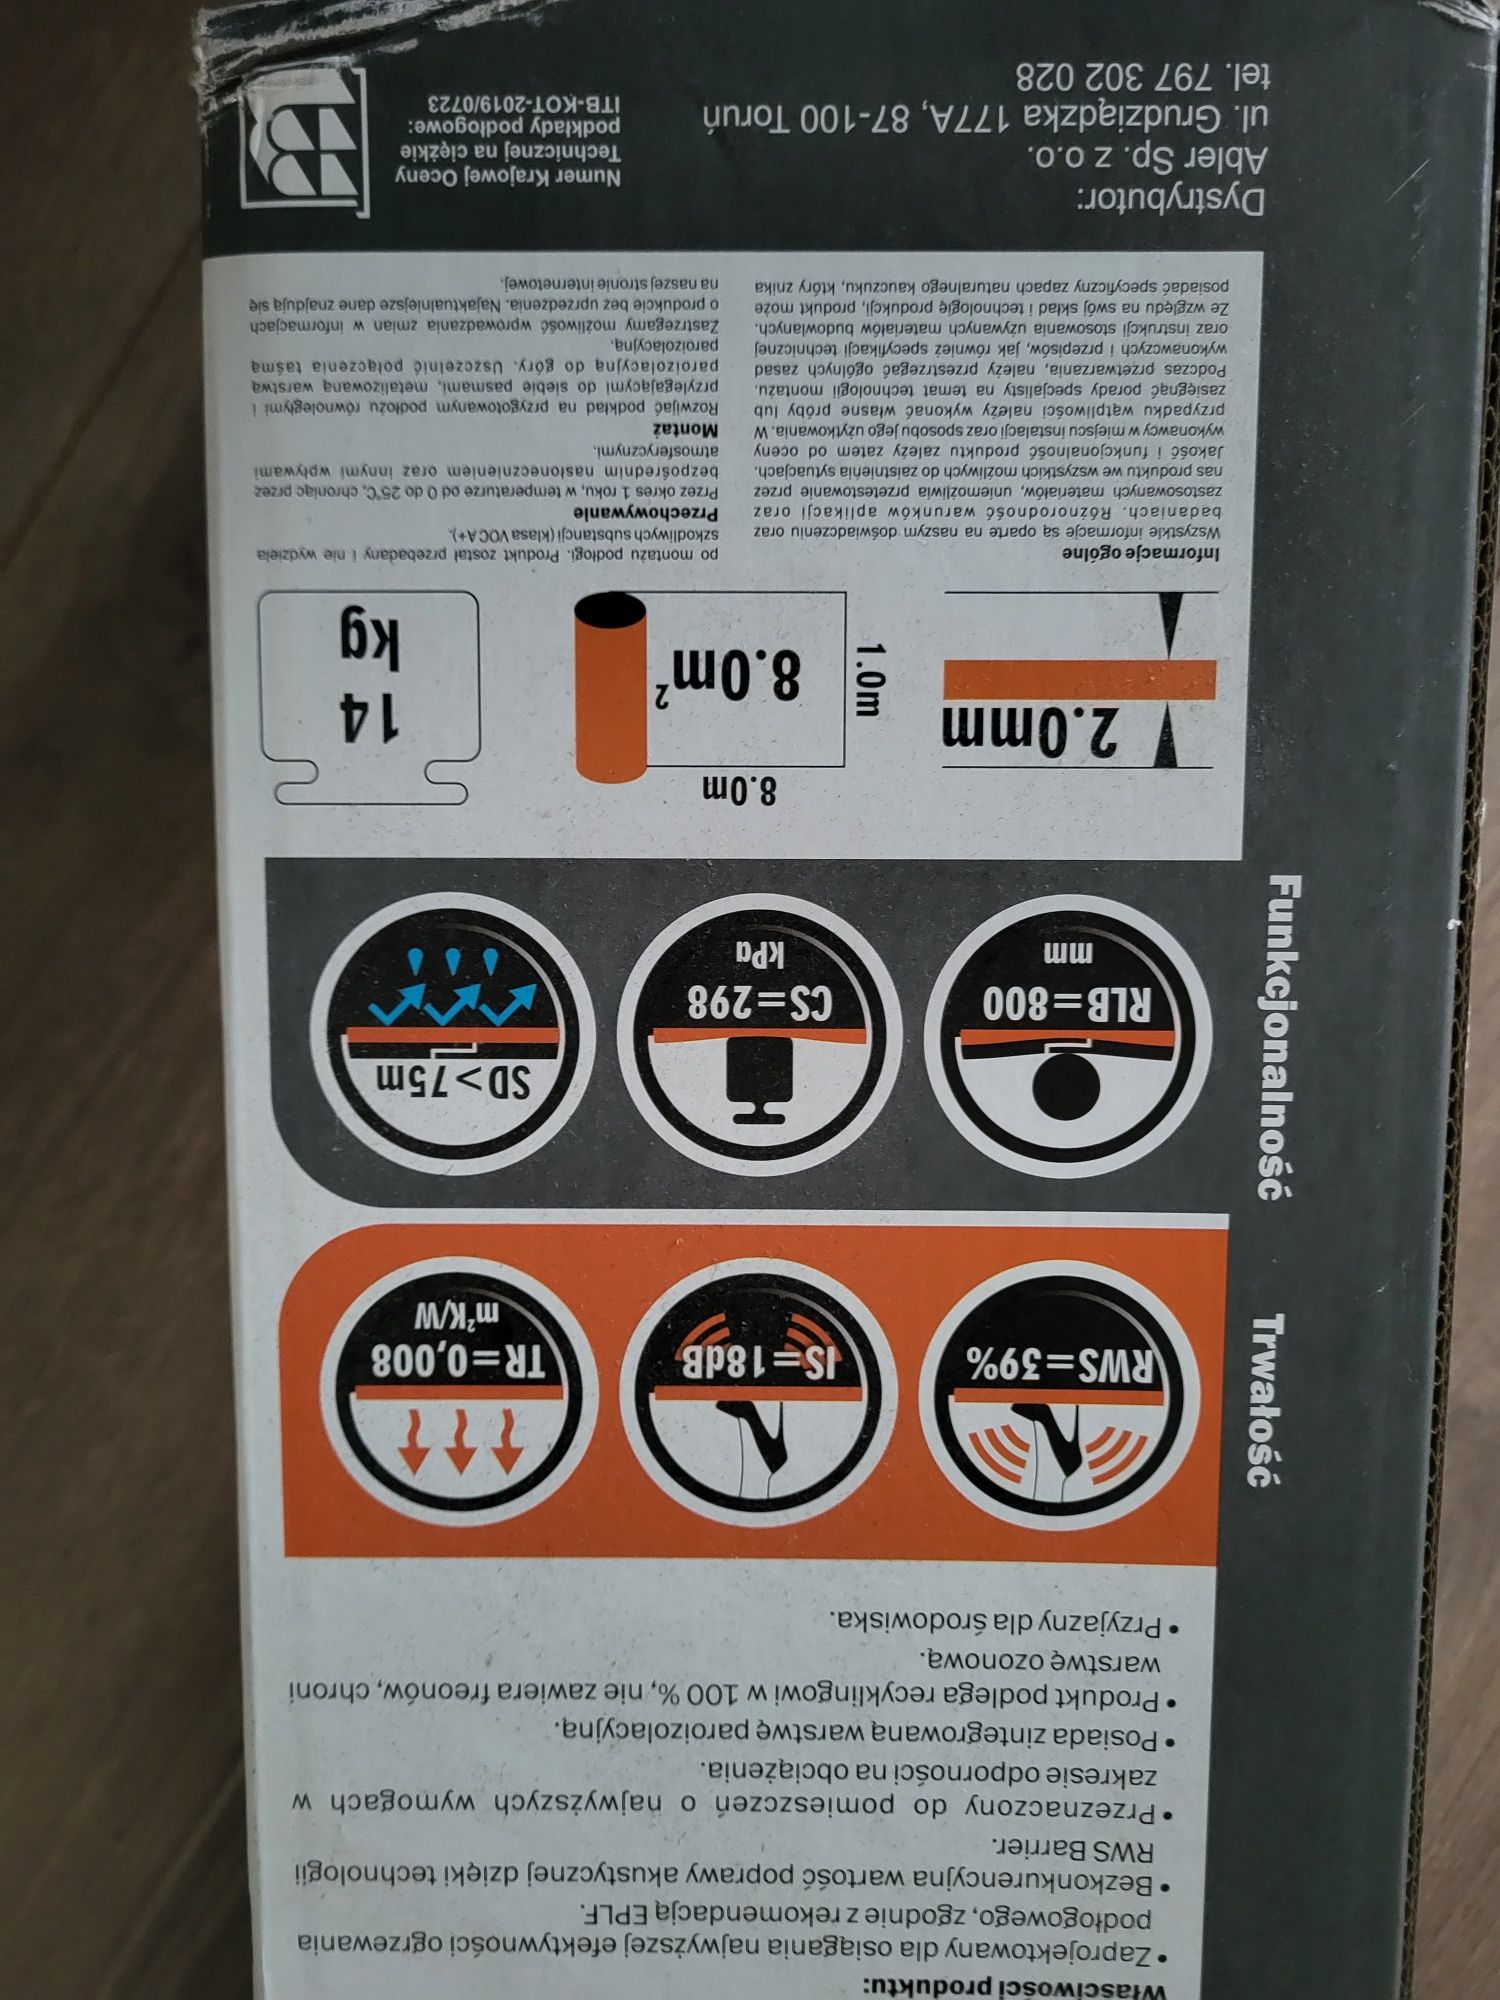 Właściwości produktu:
• Zaprojektowany dla osiągania najwyższej efektywności ogrzewania
podłogowego, zgodnie z rekomendacją EPLF.
• Bezkonkurencyjna wartość poprawy akustycznej dzięki technologii
RWS Barrier.
• Przeznaczony do pomieszczeń o najwyższych wymogach w
zakresie odporności na obciążenia.
• Posiada zintegrowaną warstwę paroizolacyjną.
• Produkt podlega recyklingowi w 100 %, nie zawiera freonów, chroni
warstwę ozonową.
• Przyjazny dla środowiska.
Trwałość
RWS=39%
IS=18dB
TR=0,008
m²K/W
Funkcjonalność
RLB=800
mm
CS=298
kPa
SD>75m
2.0mm
8.0m
1.0m
8.0m²
14
kg
Informacje ogólne
Wszystkie informacje są oparte na naszym doświadczeniu oraz
badaniach. Różnorodność warunków aplikacji oraz
zastosowanych materiałów, uniemożliwia przetestowanie przez
nas produktu we wszystkich możliwych do zaistnienia sytuacjach.
Jakość i funkcjonalność produktu zależy zatem od oceny
wykonawcy w miejscu instalacji oraz sposobu jego użytkowania. W
przypadku wątpliwości należy wykonać własne próby lub
zasięgnąć porady specjalisty na temat technologii montażu.
Podczas przetwarzania, należy przestrzegać ogólnych zasad
wykonawczych i przepisów, jak również specyfikacji technicznej
oraz instrukcji stosowania używanych materiałów budowlanych.
Ze względu na swój skład i technologię produkcji, produkt może
posiadać specyficzny zapach naturalnego kauczuku, który znika
po montażu podłogi. Produkt został przebadany i nie wydziela
szkodliwych substancji (klasa VOC A+).
Przechowywanie
Przez okres 1 roku, w temperaturze od 0 do 25°C, chroniąc przez
bezpośrednim nasłonecznieniem oraz innymi wpływami
atmosferycznymi.
Montaż
Rozwijać podkład na przygotowanym podłożu równoległymi i
przylegającymi do siebie pasmami, metalizowaną warstwą
paroizolacyjną do góry. Uszczelnić połączenia taśmą
paroizolacyjną.
Zastrzegamy możliwość wprowadzania zmian w informacjach
o produkcie bez uprzedzenia. Najaktualniejsze dane znajdują się
na naszej stronie internetowej.
Dystrybutor:
Abler Sp. z o.o.
ul. Grudziądzka 177A, 87-100 Toruń
tel. 797 302 028
Numer Krajowej Oceny
Technicznej na ciężkie
podkłady podłogowe:
ITB-KOT-2019/0723